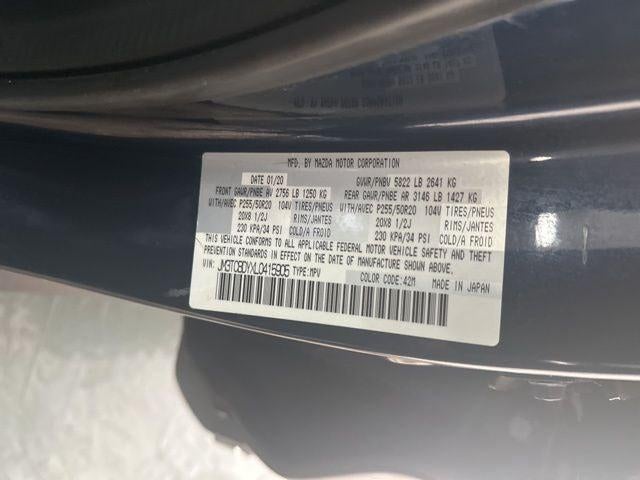 MFG. BY MAZDA MOTOR CORPORATION
DATE 01/20 GVWR/PNBV 5822 LB 2641 KG
FRONT GAWR/PNBE AV 2756 LB 1250 KG REAR GAWR/PNBE AR 3146 LB 1427 KG
WITH/AVEC P255/50R20 104V TIRES/PNEUS WITH/AVEC P255/50R20 104V TIRES/PNEUS
20X8 1/2J RIMS/JANTES 20X8 1/2J RIMS/JANTES
230 KPA/34 PSI COLD/A FROID 230 KPA/34 PSI COLD/A FROID
THIS VEHICLE CONFORMS TO ALL APPLICABLE FEDERAL MOTOR VEHICLE SAFETY AND THEFT
PREVENTION STANDARDS IN EFFECT ON THE DATE OF MANUFACTURE SHOWN ABOVE.
VIN: JM3TCBDYXL0415905 TYPE:MPV
COLOR CODE:42M MADE IN JAPAN